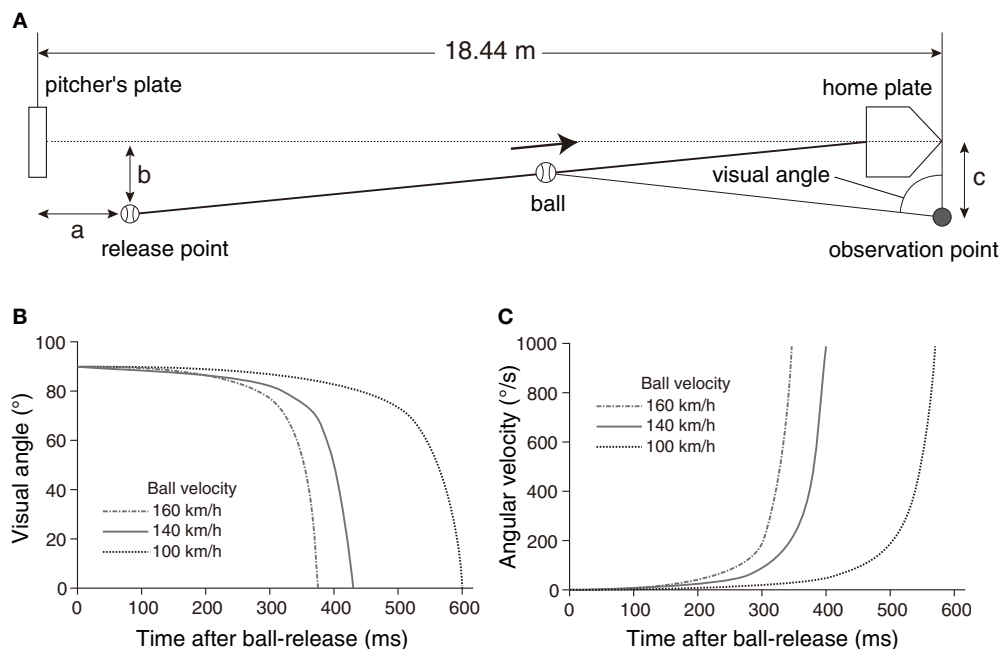 A
18.44 m
pitcher's plate
home plate
b
visual angle
c
a
ball
release point
observation point
B
100
80
60
40
20
0
Visual angle (°)
Ball velocity
160 km/h
140 km/h
100 km/h
0 100 200 300 400 500 600
Time after ball-release (ms)
C
1000
800
600
400
200
0
Angular velocity (°/s)
Ball velocity
160 km/h
140 km/h
100 km/h
0 100 200 300 400 500 600
Time after ball-release (ms)